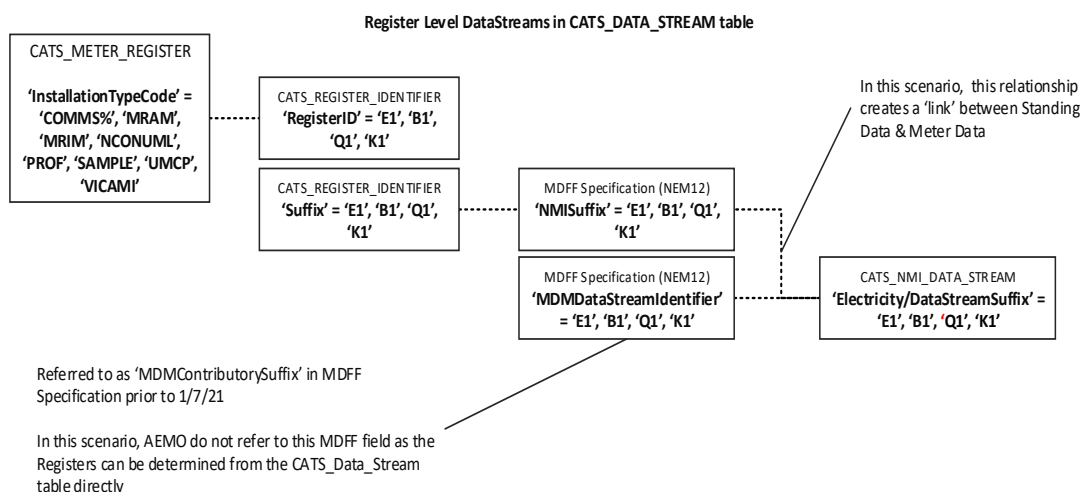 Register Level DataStreams in CATS_DATA_STREAM table
CATS_METER_REGISTER
‘InstallationTypeCode’ =
‘COMMS%’, ‘MRAM’,
‘MRIM’, ‘NCONUML’,
‘PROF’, ‘SAMPLE’, ‘UMCP’,
‘VICAMI’
CATS_REGISTER_IDENTIFIER
‘RegisterID’ = ‘E1’, ‘B1’,
‘Q1’, ‘K1’
CATS_REGISTER_IDENTIFIER
‘Suffix’ = ‘E1’, ‘B1’, ‘Q1’,
‘K1’
MDFF Specification (NEM12)
‘NMISuffix’ = ‘E1’, ‘B1’, ‘Q1’,
‘K1’
MDFF Specification (NEM12)
‘MDMDataStreamIdentifier’
= ‘E1’, ‘B1’, ‘Q1’, ‘K1’
In this scenario, this relationship
creates a ‘link’ between Standing
Data & Meter Data
CATS_NMI_DATA_STREAM
‘Electricity/DataStreamSuffix’ =
‘E1’, ‘B1’, ‘Q1’, ‘K1’
Referred to as ‘MDMContributorySuffix’ in MDFF
Specification prior to 1/7/21
In this scenario, AEMO do not refer to this MDFF field as the
Registers can be determined from the CATS_Data_Stream
table directly